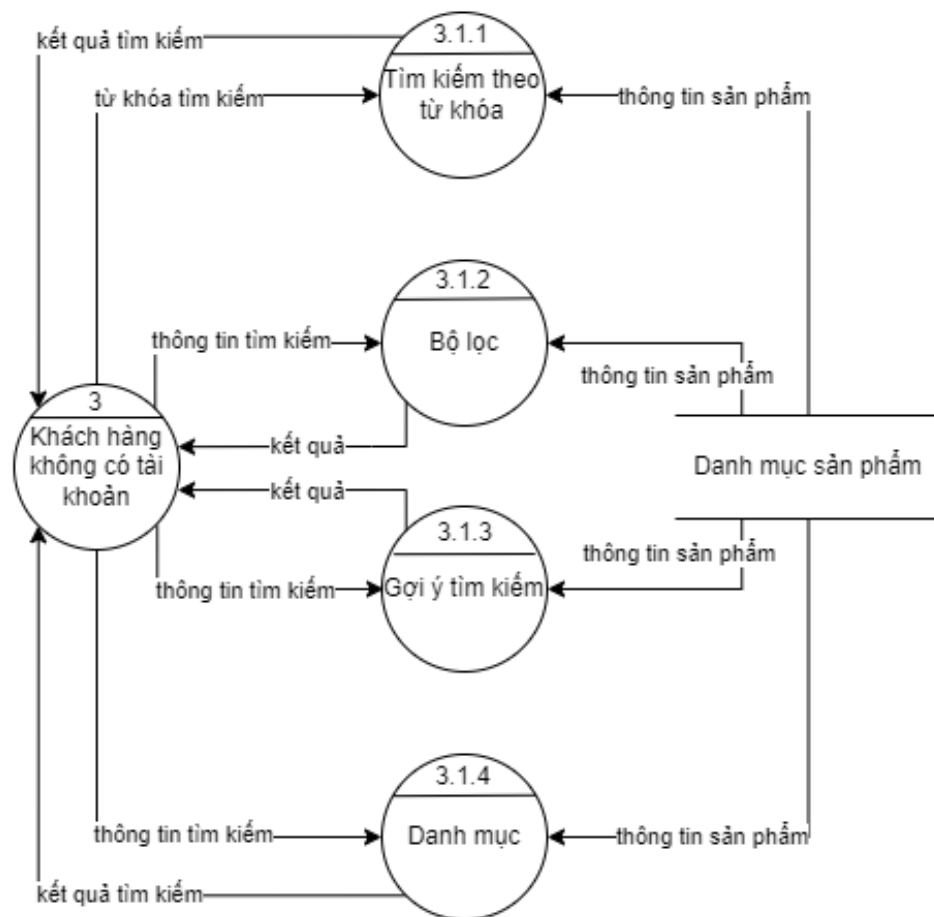 3.1.1
kết quả tìm kiếm
Tìm kiếm theo
từ khóa
từ khóa tìm kiếm
thông tin sản phẩm
3.1.2
thông tin tìm kiếm
Bộ lọc
thông tin sản phẩm
3
Khách hàng
không có tài
khoản
kết quả
Danh mục sản phẩm
kết quả
3.1.3
thông tin sản phẩm
thông tin tìm kiếm
Gợi ý tìm kiếm
3.1.4
thông tin tìm kiếm
Danh mục
thông tin sản phẩm
kết quả tìm kiếm